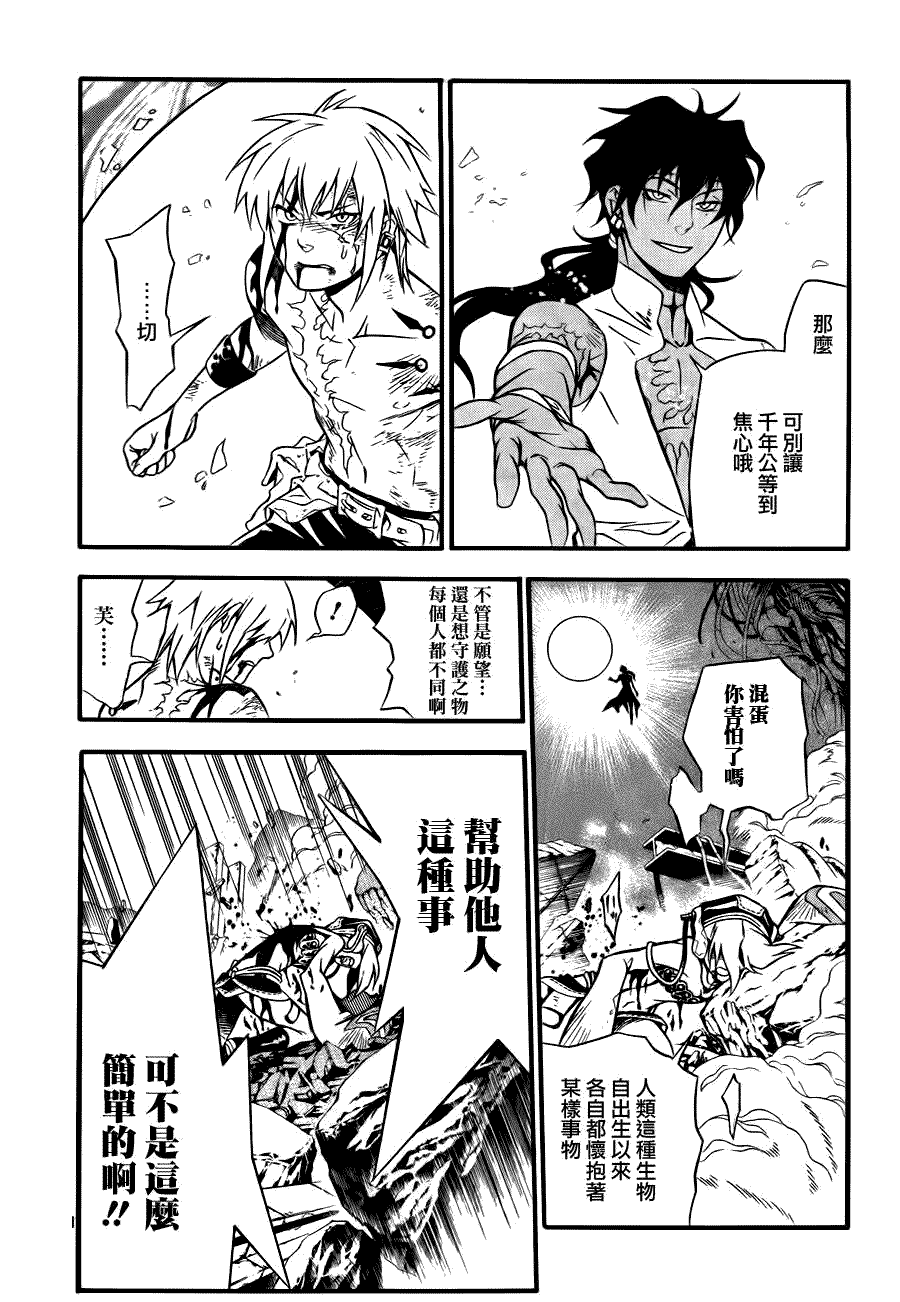 那麼
可別讓
千年公等到
焦心哦
……切
混蛋
你害怕了嗎
人類這種生物
自出生以來
各自都懷抱著
某樣事物
不管是願望…
還是想守護之物
每個人都不同啊
！
芙……
幫助他人
這種事
可不是這麼
簡單的啊!!